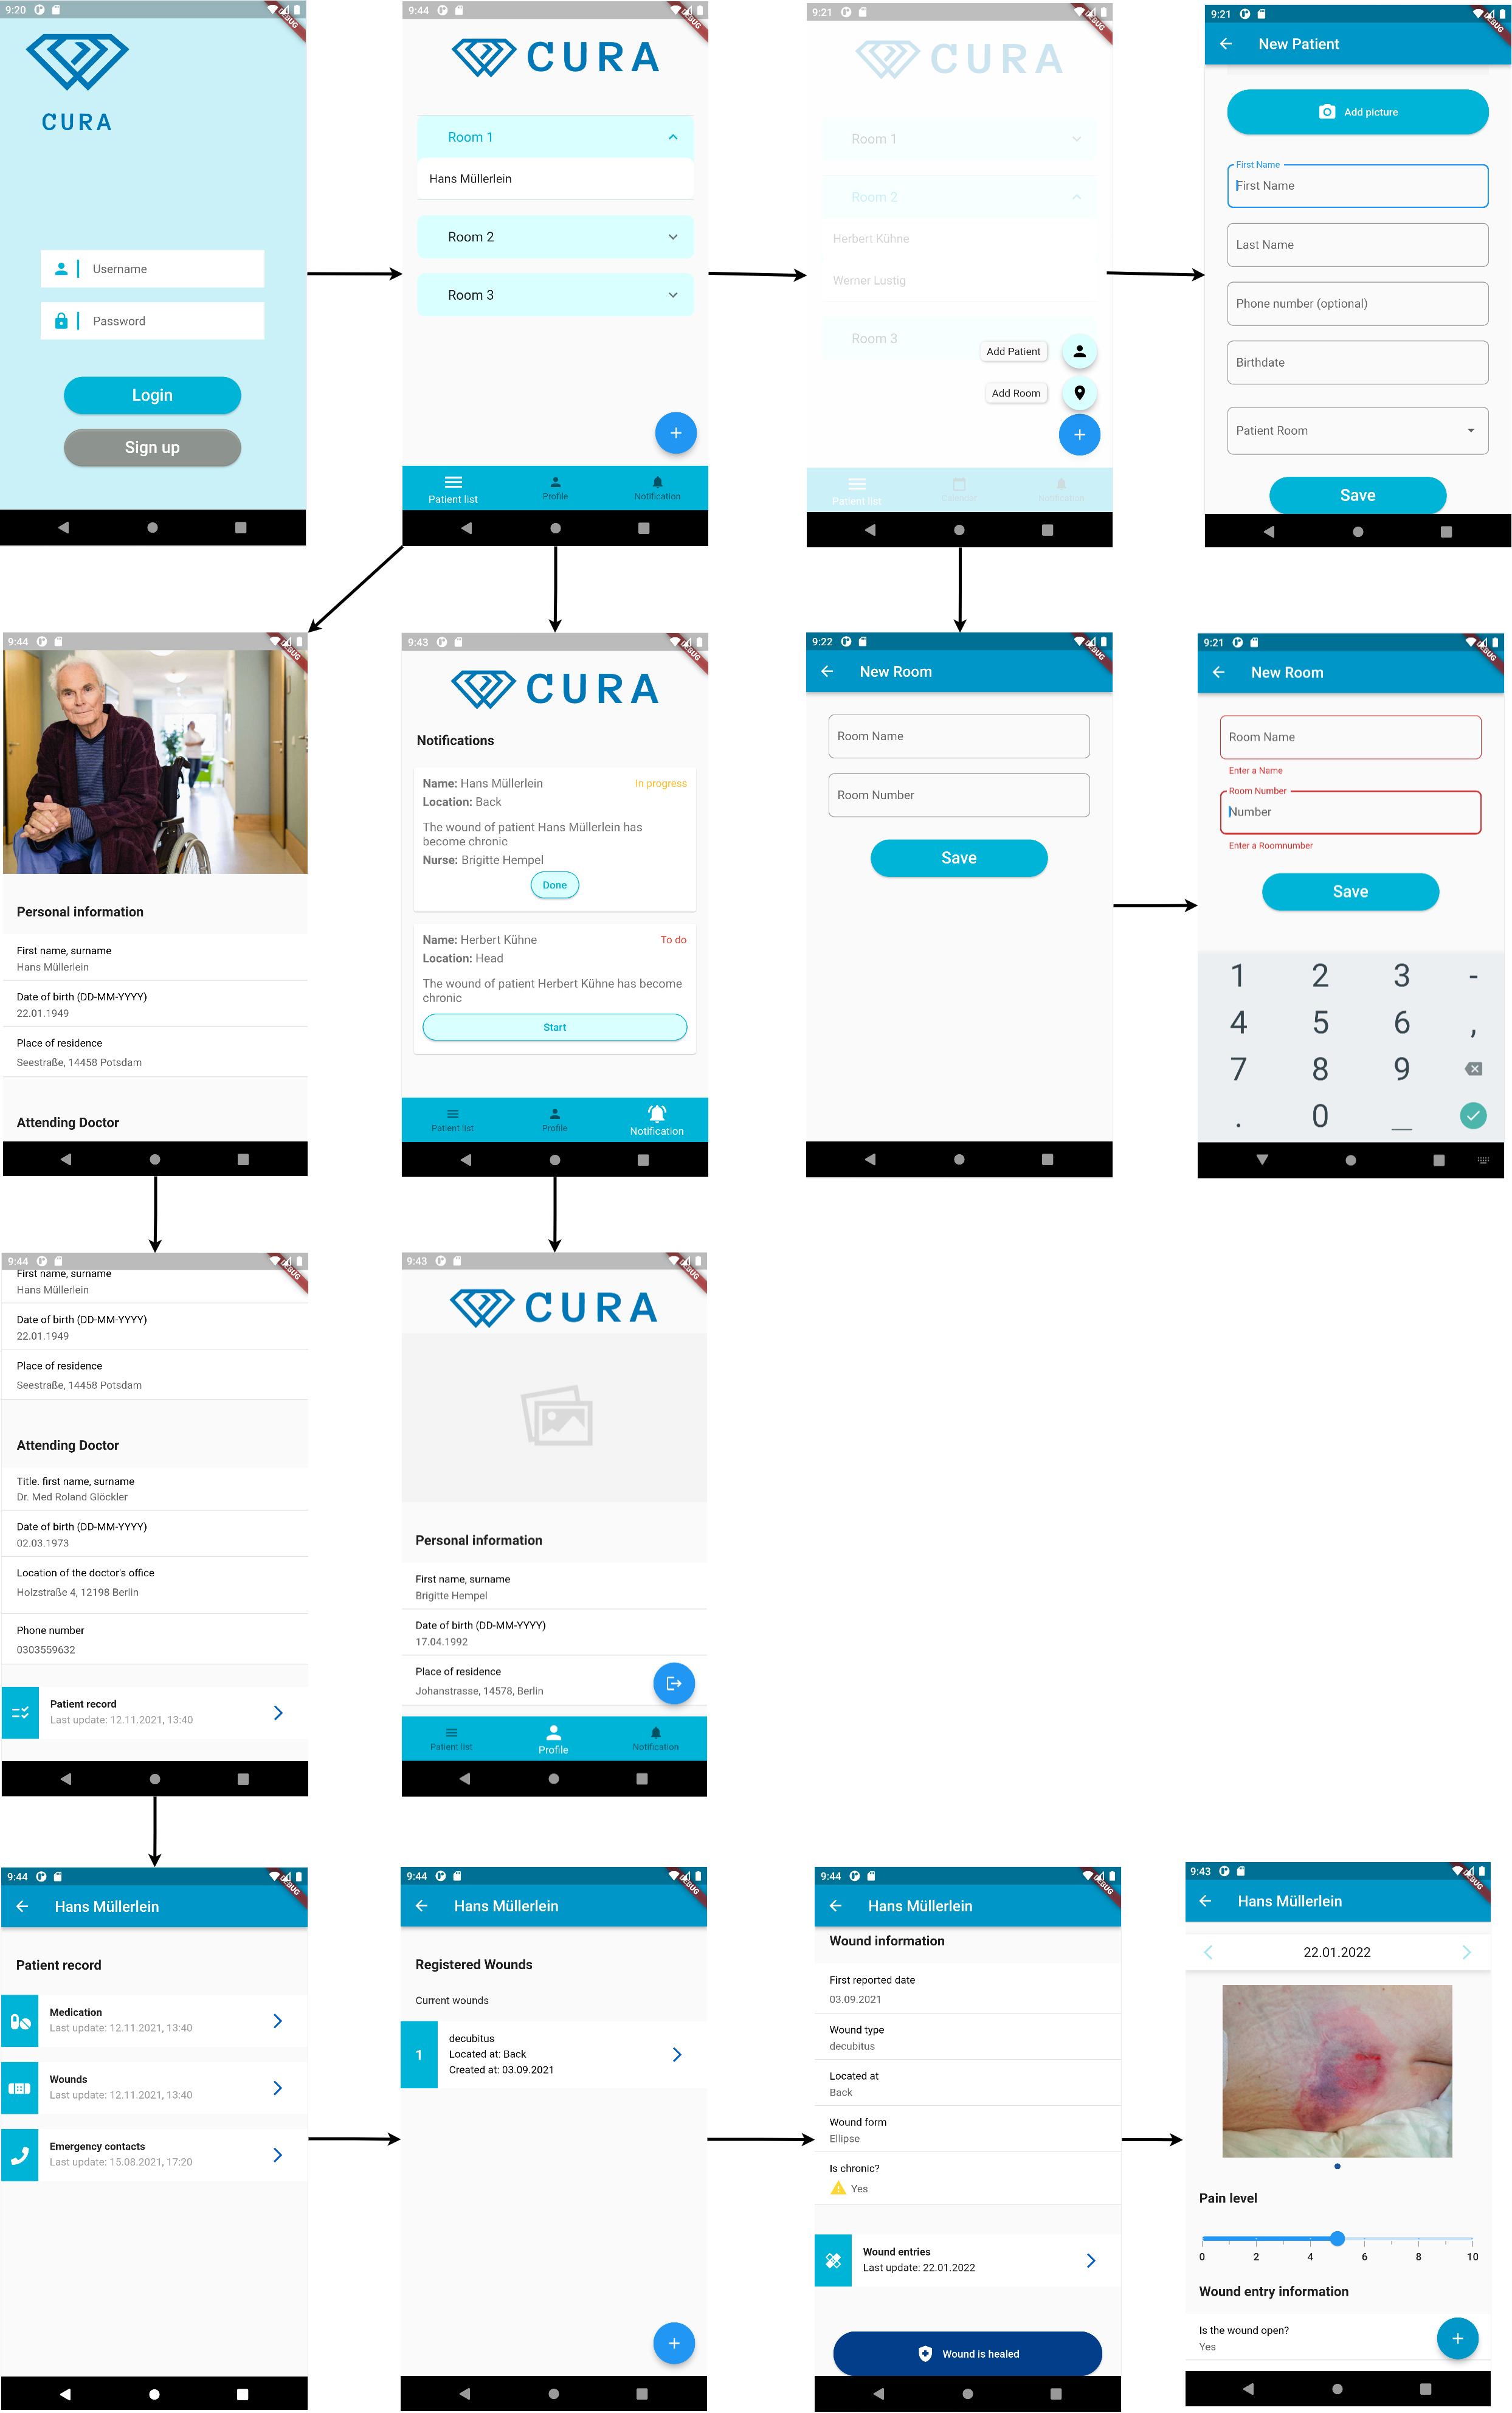 9:20
DEBUG
CURA
Username
Password
Login
Sign up
9:44
DEBUG
CURA
Room 1
Hans Müllerlein
Room 2
Room 3
Patient list
Profile
Notification
9:21
DEBUG
CURA
Room 1
Room 2
Herbert Kühne
Werner Lustig
Room 3
Add Patient
Add Room
Patient list
Calendar
Notification
9:21
DEBUG
New Patient
Add picture
First Name
First Name
Last Name
Phone number (optional)
Birthdate
Patient Room
Save
9:44
DEBUG
Personal information
First name, surname
Hans Müllerlein
Date of birth (DD-MM-YYYY)
22.01.1949
Place of residence
Seestraße, 14458 Potsdam
Attending Doctor
9:43
DEBUG
CURA
Notifications
Name: Hans Müllerlein In progress
Location: Back
The wound of patient Hans Müllerlein has
become chronic
Nurse: Brigitte Hempel
Done
Name: Herbert Kühne To do
Location: Head
The wound of patient Herbert Kühne has become
chronic
Start
Patient list
Profile
Notification
9:22
DEBUG
New Room
Room Name
Room Number
Save
9:21
DEBUG
New Room
Room Name
Enter a Name
Room Number
Number
Enter a Roomnumber
Save
1 2 3 -
4 5 6 ,
7 8 9
. 0 _
9:44
DEBUG
First name, surname
Hans Müllerlein
Date of birth (DD-MM-YYYY)
22.01.1949
Place of residence
Seestraße, 14458 Potsdam
Attending Doctor
Title. first name, surname
Dr. Med Roland Glöckler
Date of birth (DD-MM-YYYY)
02.03.1973
Location of the doctor's office
Holzstraße 4, 12198 Berlin
Phone number
0303559632
Patient record
Last update: 12.11.2021, 13:40
9:43
DEBUG
CURA
Personal information
First name, surname
Brigitte Hempel
Date of birth (DD-MM-YYYY)
17.04.1992
Place of residence
Johanstrasse, 14578, Berlin
Patient list
Profile
Notification
9:44
DEBUG
Hans Müllerlein
Patient record
Medication
Last update: 12.11.2021, 13:40
Wounds
Last update: 12.11.2021, 13:40
Emergency contacts
Last update: 15.08.2021, 17:20
9:44
DEBUG
Hans Müllerlein
Registered Wounds
Current wounds
1
decubitus
Located at: Back
Created at: 03.09.2021
9:44
DEBUG
Hans Müllerlein
Wound information
First reported date
03.09.2021
Wound type
decubitus
Located at
Back
Wound form
Ellipse
Is chronic?
Yes
Wound entries
Last update: 22.01.2022
Wound is healed
9:43
DEBUG
Hans Müllerlein
22.01.2022
Pain level
0 2 4 6 8 10
Wound entry information
Is the wound open?
Yes